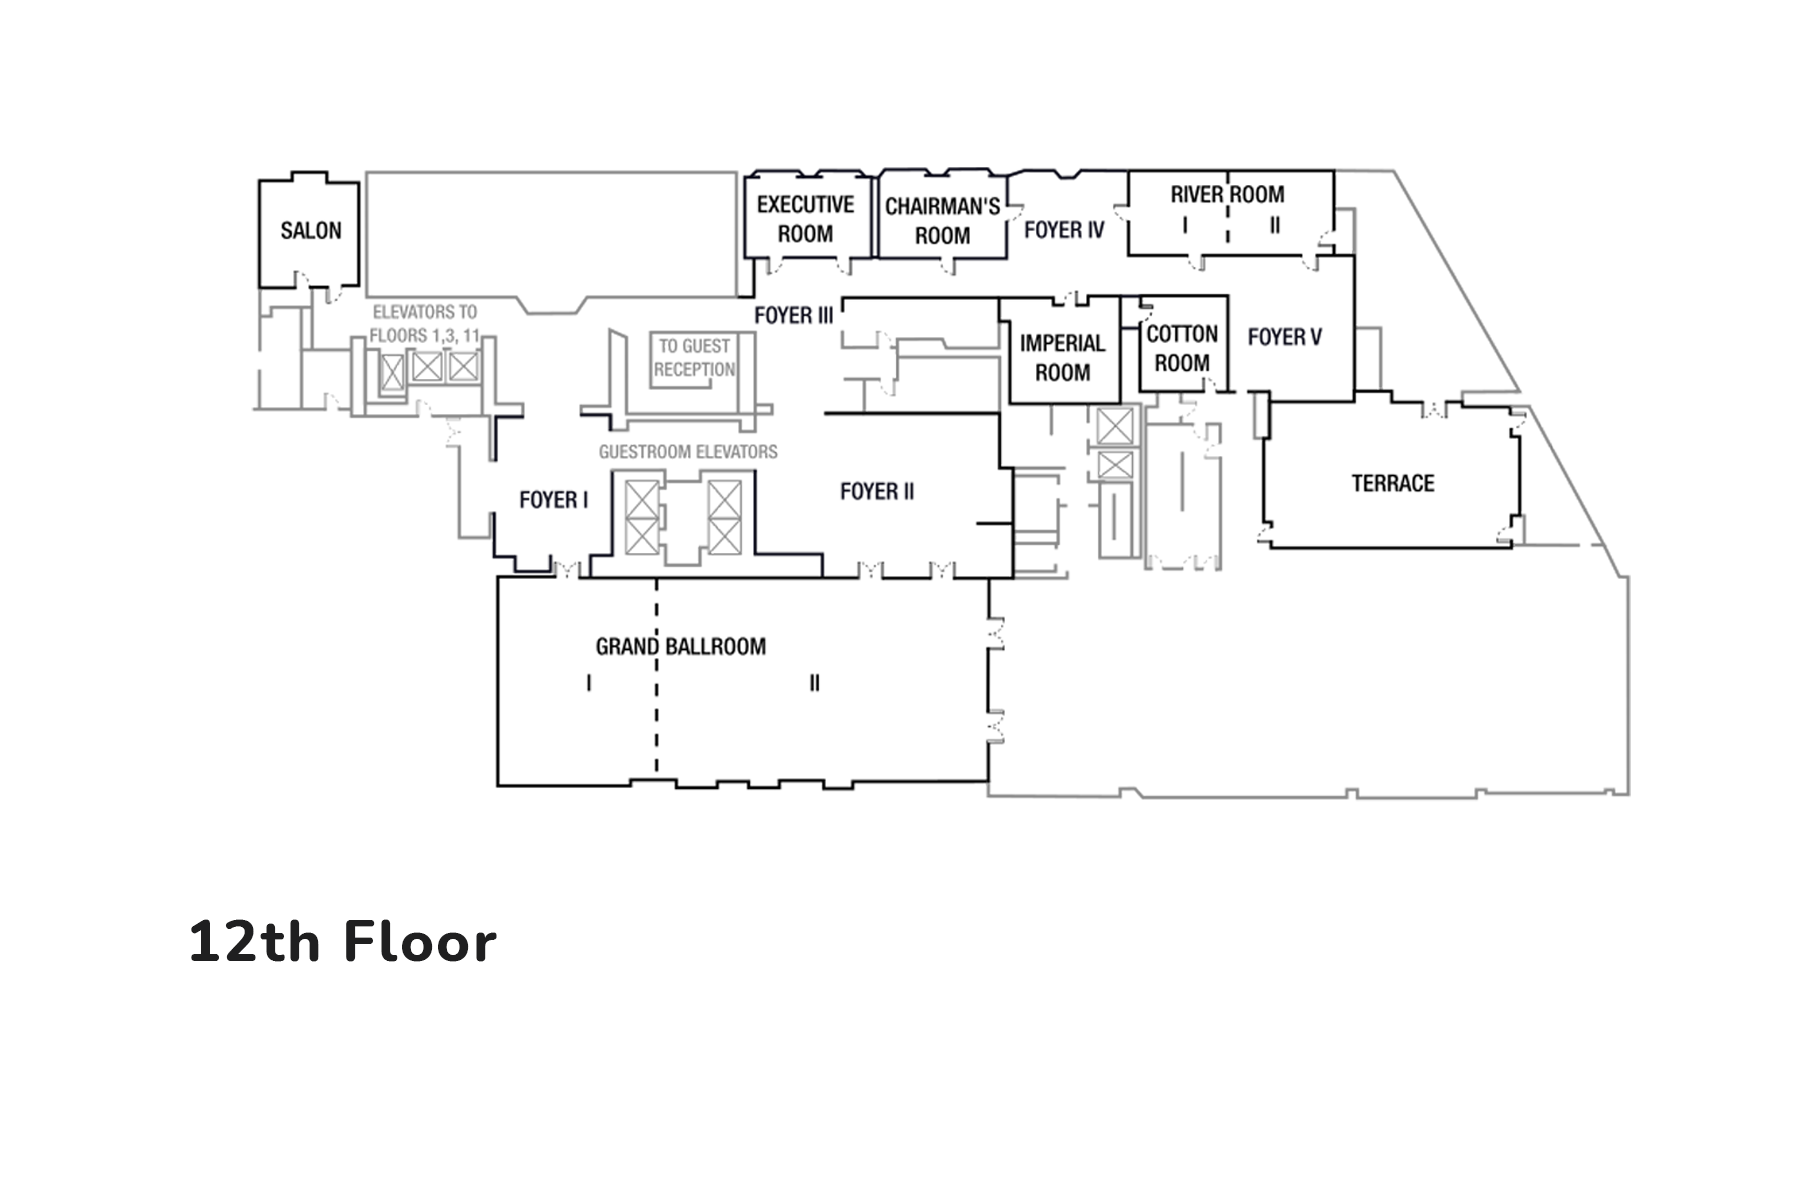 SALON
EXECUTIVE
ROOM
CHAIRMAN'S
ROOM
FOYER IV
RIVER ROOM
I
II
ELEVATORS TO
FLOORS 1,3, 11
FOYER III
TO GUEST
RECEPTION
IMPERIAL
ROOM
COTTON
ROOM
FOYER V
GUESTROOM ELEVATORS
FOYER I
FOYER II
TERRACE
GRAND BALLROOM
I
II
12th Floor